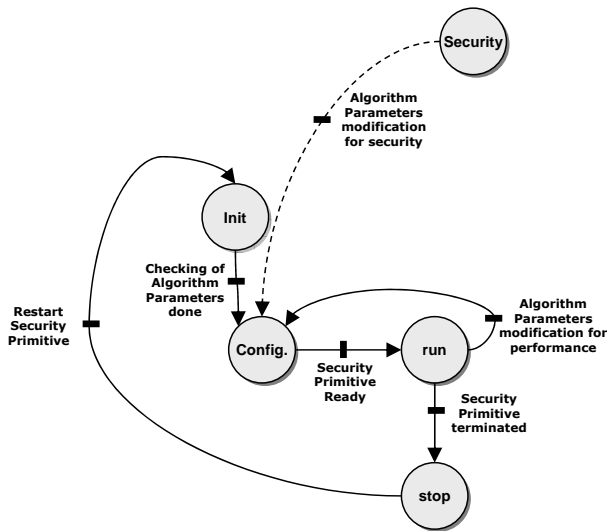 Security
Algorithm
Parameters
modification
for security
Init
Checking of
Algorithm
Parameters
done
Restart
Security
Primitive
Algorithm
Parameters
modification for
performance
Config.
run
Security
Primitive
Ready
Security
Primitive
terminated
stop